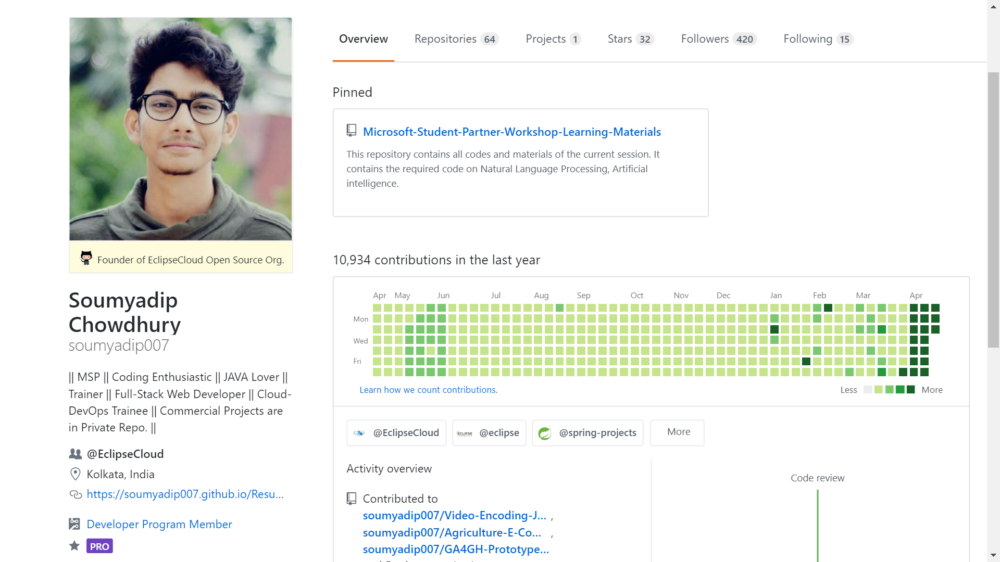 Overview Repositories 64 Projects 1 Stars 32 Followers 420 Following 15
Founder of EclipseCloud Open Source Org.
Soumyadip
Chowdhury
soumyadip007
|| MSP || Coding Enthusiastic || JAVA Lover ||
Trainer || Full-Stack Web Developer || Cloud-
DevOps Trainee || Commercial Projects are
in Private Repo. ||
@EclipseCloud
Kolkata, India
https://soumyadip007.github.io/Resu...
Developer Program Member
PRO
Pinned
Microsoft-Student-Partner-Workshop-Learning-Materials
This repository contains all codes and materials of the current session. It
contains the required code on Natural Language Processing, Artificial
intelligence.
10,934 contributions in the last year
Apr May Jun Jul Aug Sep Oct Nov Dec Jan Feb Mar Apr
Mon
Wed
Fri
Learn how we count contributions. Less More
@EclipseCloud ECLIPSE @eclipse @spring-projects More
Activity overview
Contributed to
soumyadip007/Video-Encoding-J... ,
soumyadip007/Agriculture-E-Co... ,
soumyadip007/GA4GH-Prototype...
Code review